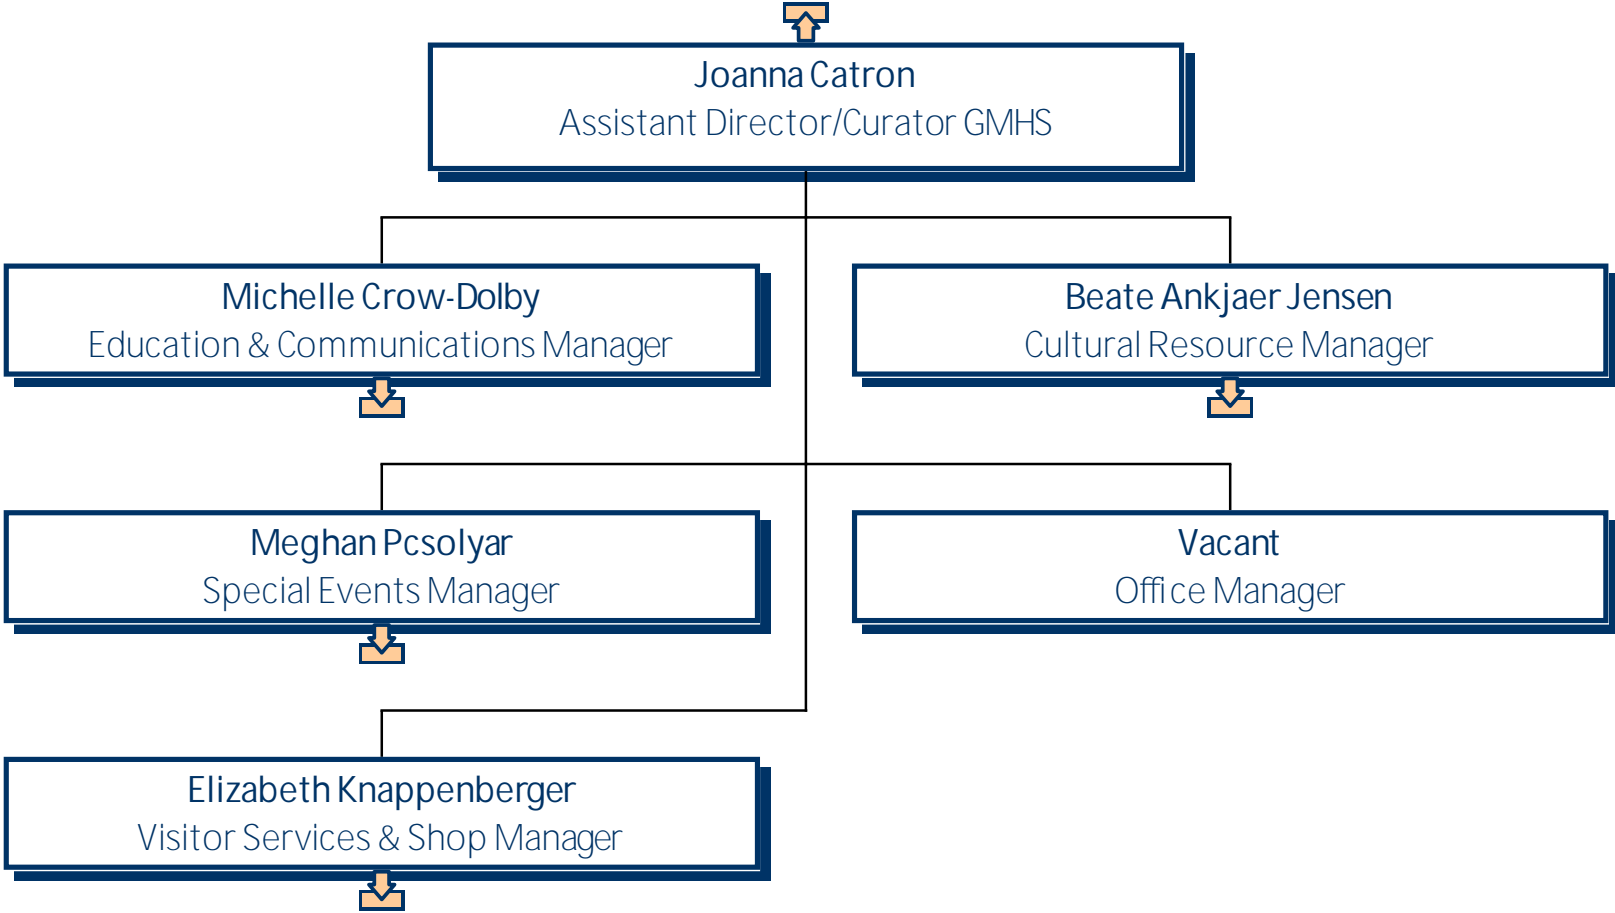 Joanna Catron
Assistant Director/Curator GMHS
Michelle Crow-Dolby
Education & Communications Manager
Beate Ankjaer Jensen
Cultural Resource Manager
Meghan Pcsolyar
Special Events Manager
Vacant
Office Manager
Elizabeth Knappenberger
Visitor Services & Shop Manager